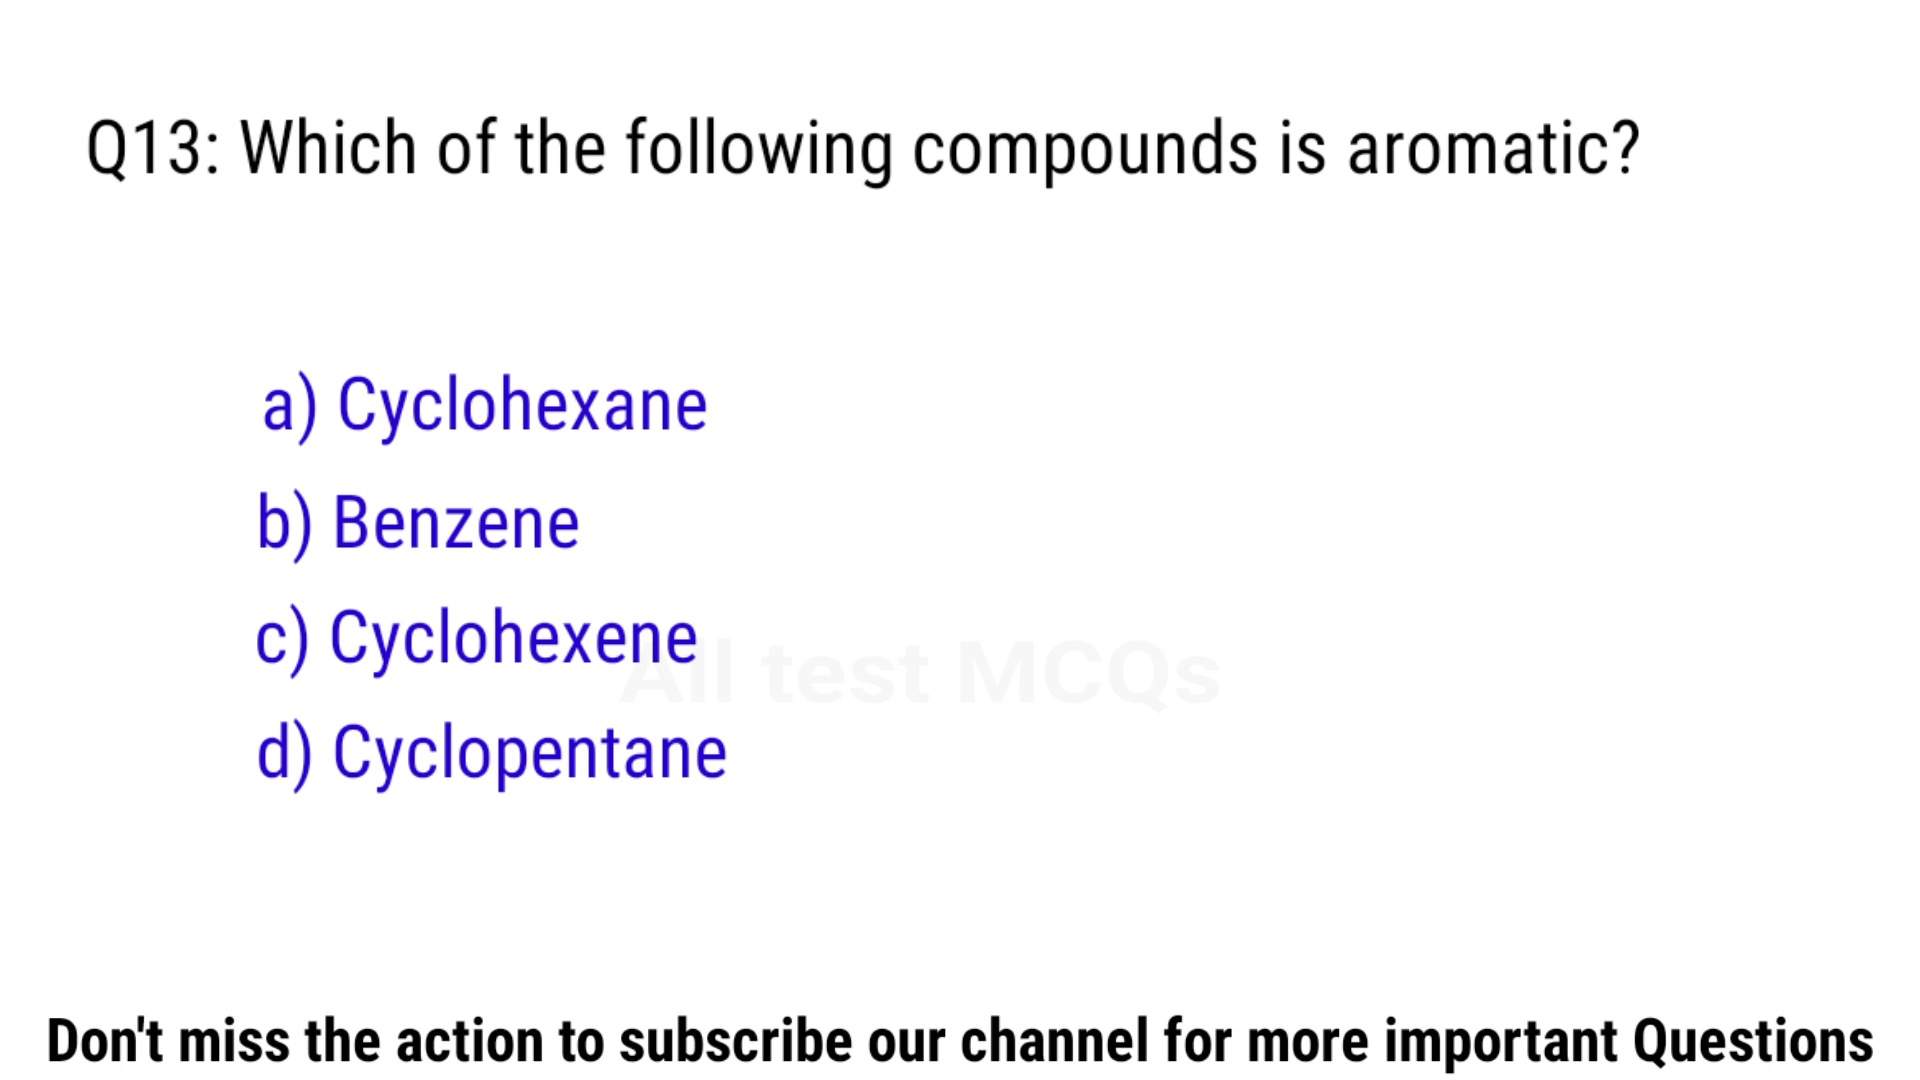 Q13: Which of the following compounds is aromatic?
a) Cyclohexane
b) Benzene
c) Cyclohexene
All test MCQs
d) Cyclopentane
Don't miss the action to subscribe our channel for more important Questions